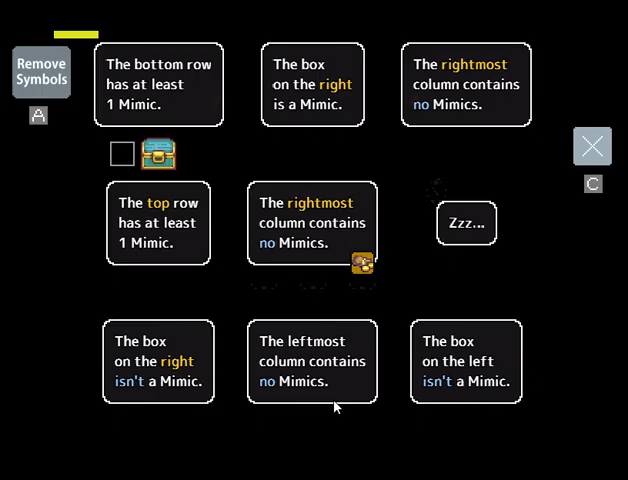 Remove
Symbols
A
The bottom row
has at least
1 Mimic.
The box
on the right
is a Mimic.
The rightmost
column contains
no Mimics.
C
The top row
has at least
1 Mimic.
The rightmost
column contains
no Mimics.
Zzz...
The box
on the right
isn't a Mimic.
The leftmost
column contains
no Mimics.
The box
on the left
isn't a Mimic.